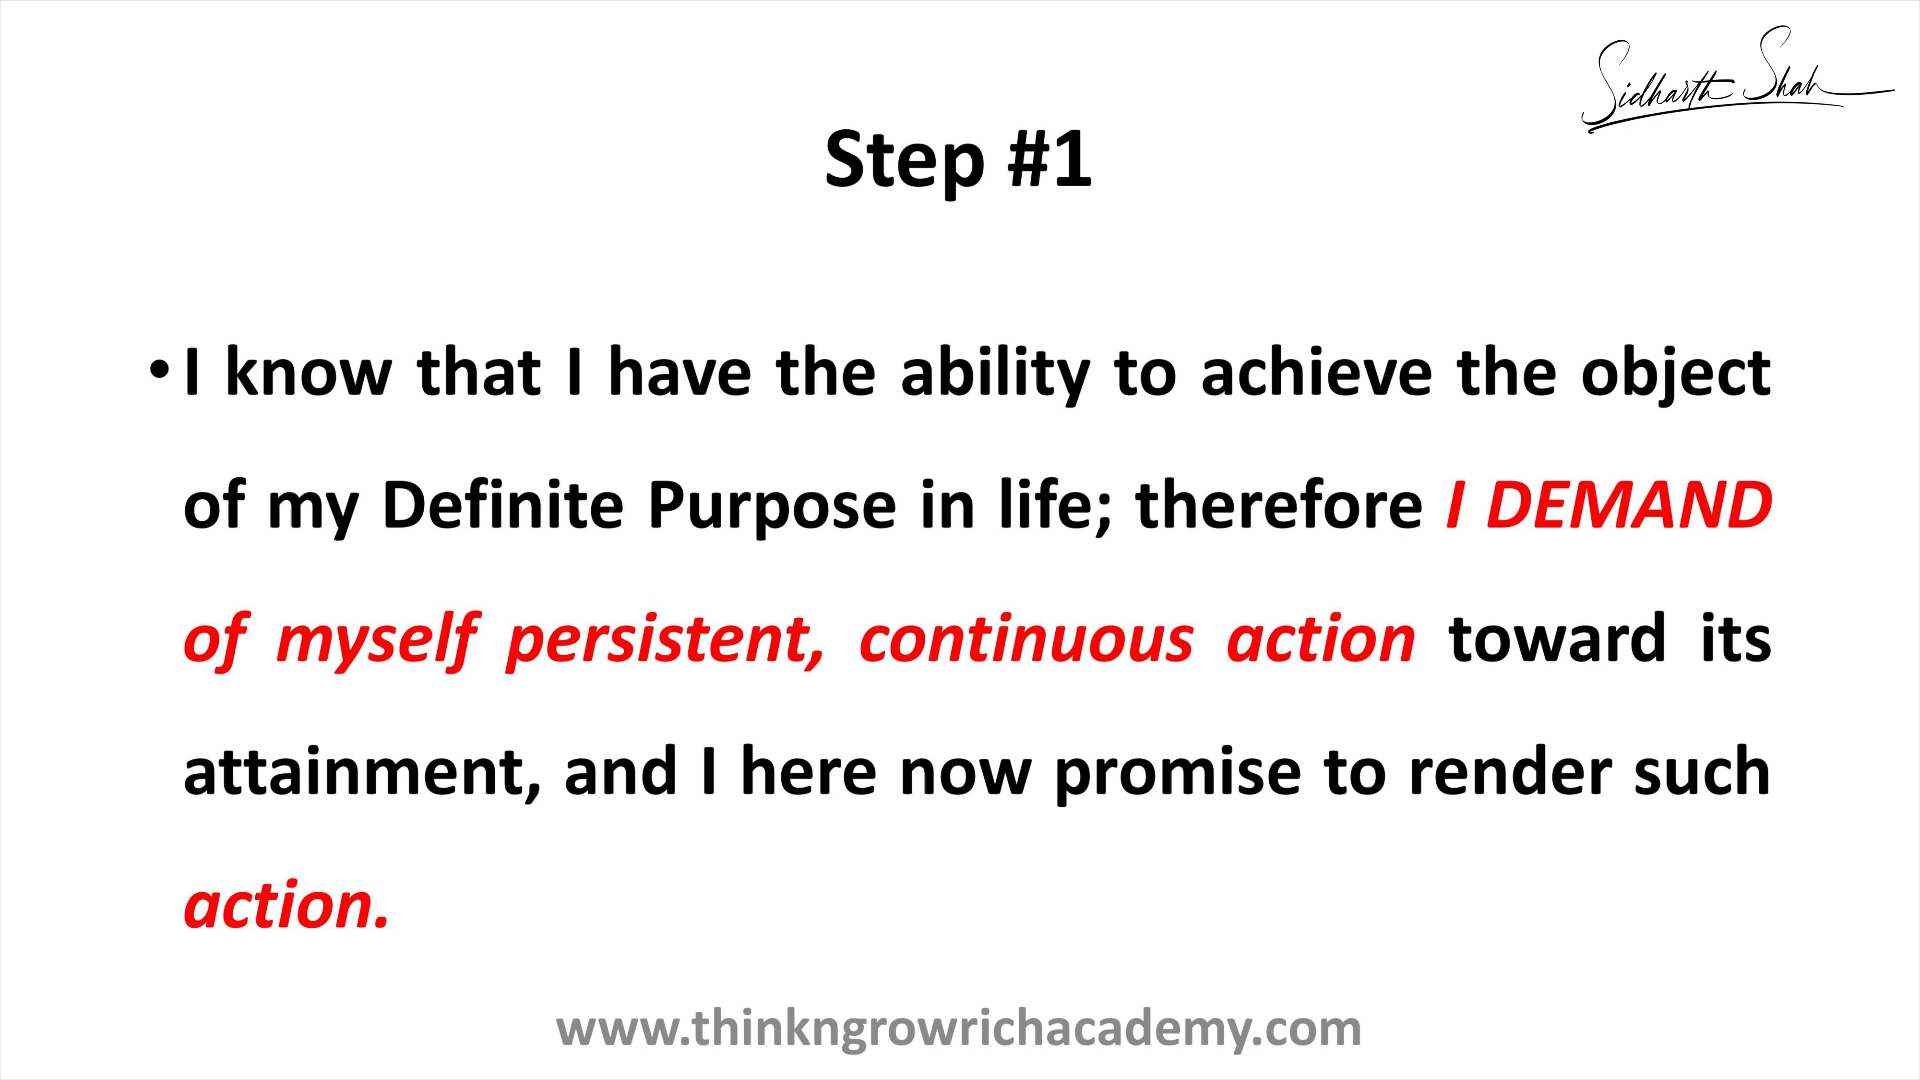 Sidharth Shah
Step #1
• I know that I have the ability to achieve the object
of my Definite Purpose in life; therefore I DEMAND
of myself persistent, continuous action toward its
attainment, and I here now promise to render such
action.
www.thinkngrowrichacademy.com